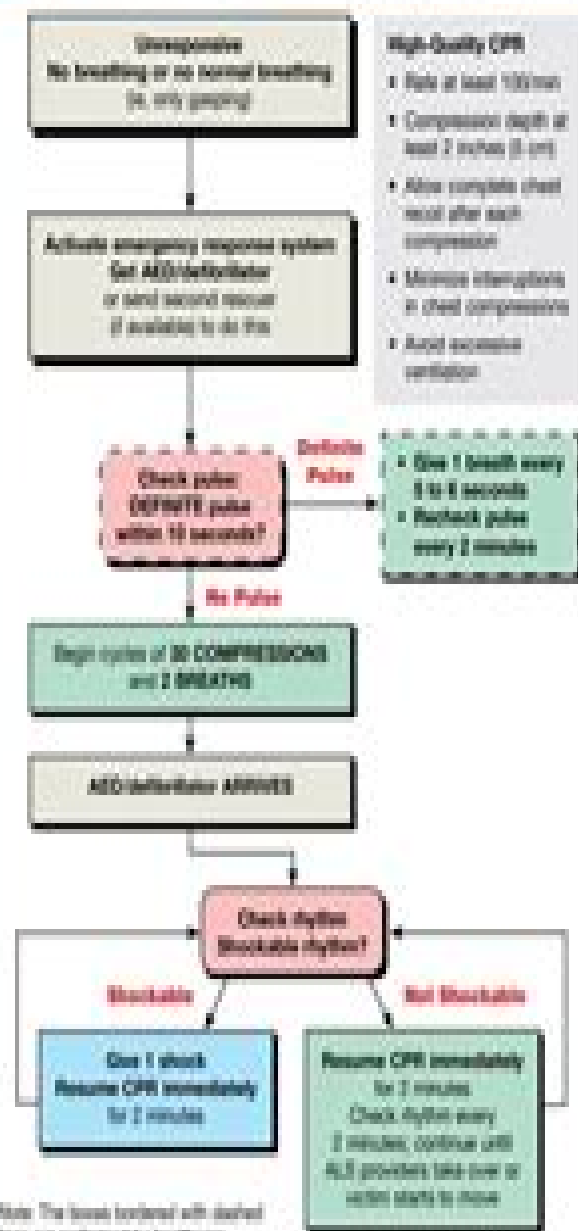 Unresponsive
No breathing or no normal breathing
(ie, only gasping)
High-Quality CPR
• Rate at least 100/min
• Compression depth at
least 2 inches (5 cm)
• Allow complete chest
recoil after each
compression
• Minimize interruptions
in chest compressions
• Avoid excessive
ventilation
Activate emergency response system
Get AED/defibrillator
or send second rescuer
(if available) to do this
Check pulse:
DEFINITE pulse
within 10 seconds?
Definite
Pulse
• Give 1 breath every
5 to 6 seconds
• Recheck pulse
every 2 minutes
No Pulse
Begin cycles of 30 COMPRESSIONS
and 2 BREATHS
AED/defibrillator ARRIVES
Check rhythm
Shockable rhythm?
Shockable
Not Shockable
Give 1 shock
Resume CPR immediately
for 2 minutes
Resume CPR immediately
for 2 minutes
Check rhythm every
2 minutes; continue until
ALS providers take over or
victim starts to move
Note: The boxes bordered with dashed